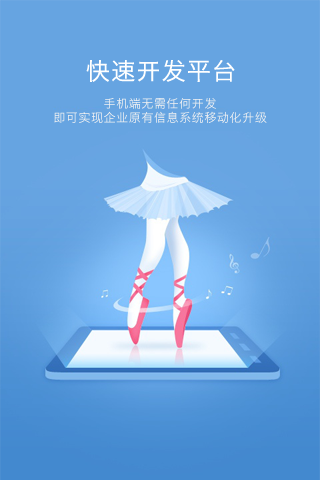 快速开发平台
手机端无需任何开发
即可实现企业原有信息系统移动化升级